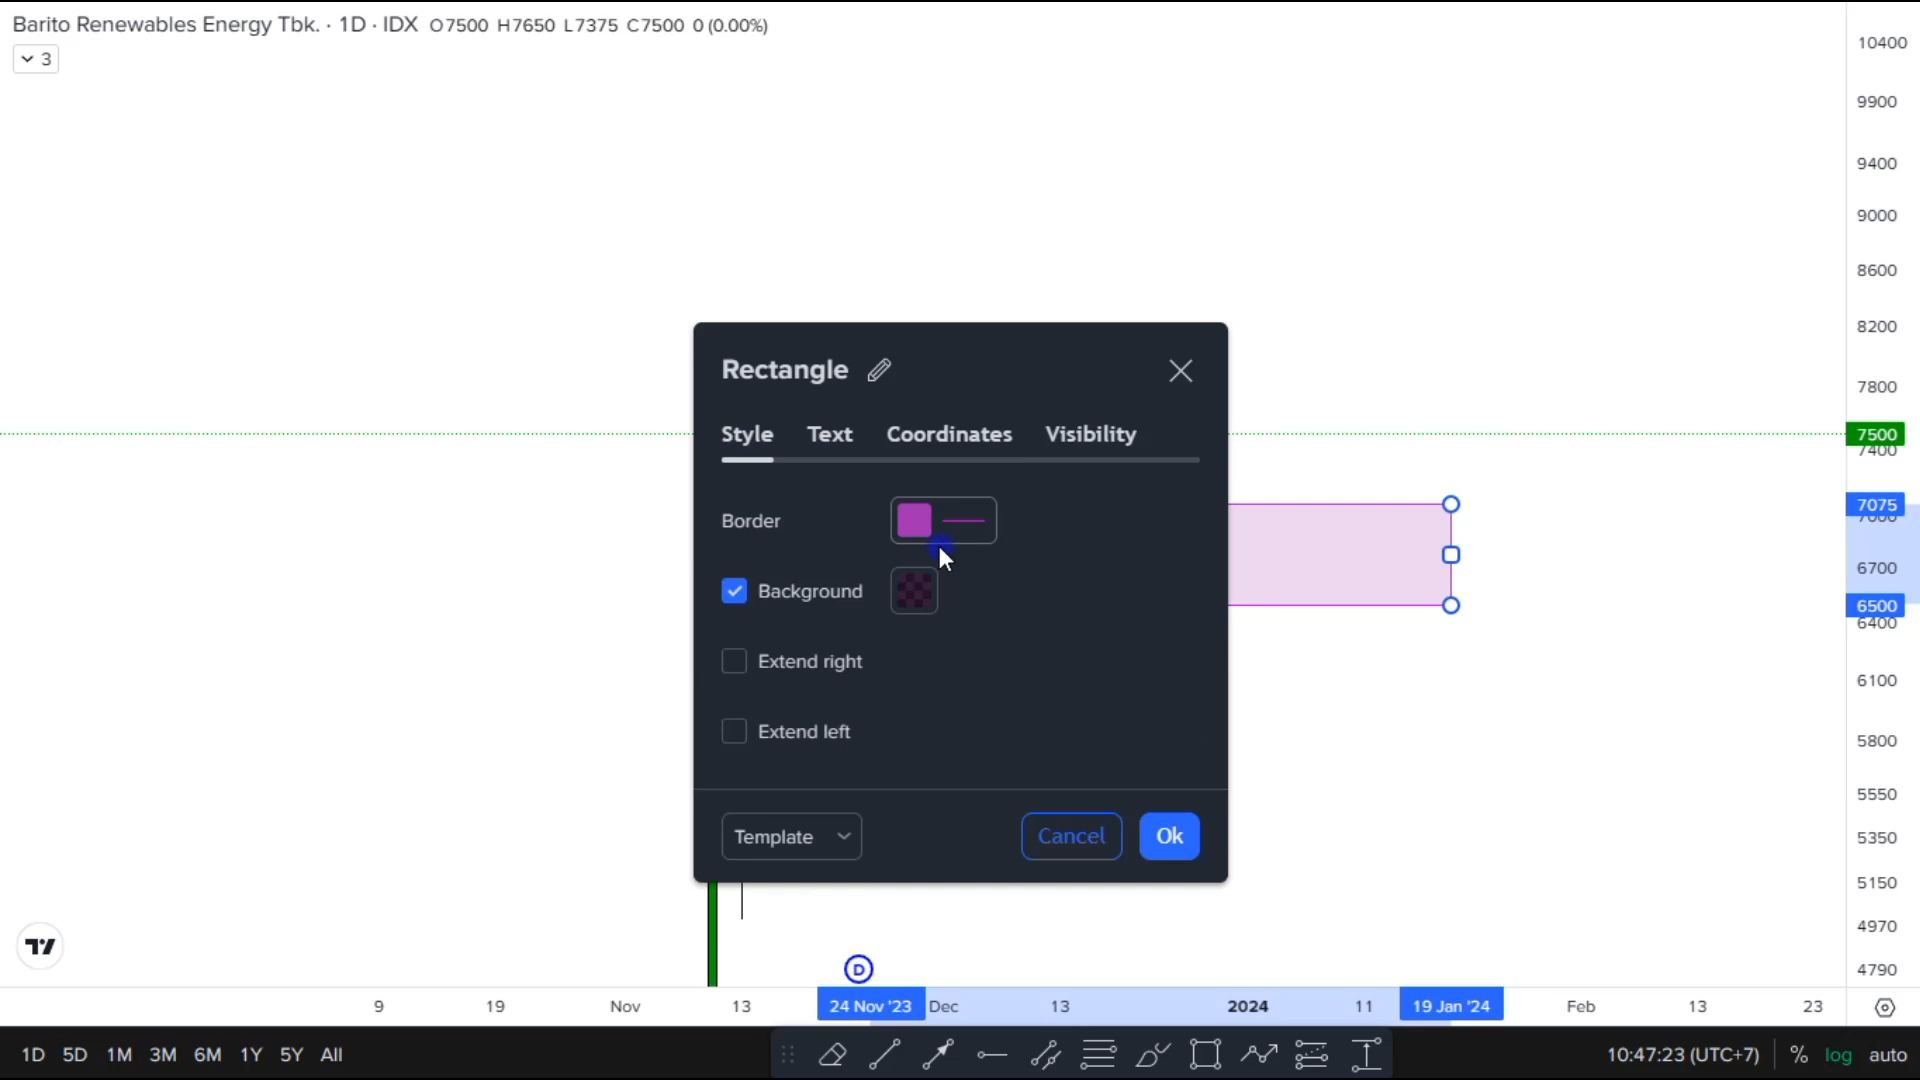 Barito Renewables Energy Tbk. · 1D · IDX O7500 H7650 L7375 C7500 0 (0.00%)
3
10400
9900
9400
9000
8600
8200
7800
7500
7400
7075
7000
6700
6500
6400
6100
5800
5550
5350
5150
4970
4790
Rectangle
Style Text Coordinates Visibility
Border
Background
Extend right
Extend left
Template Cancel Ok
D
9 19 Nov 13 24 Nov '23 Dec 13 2024 11 19 Jan '24 Feb 13 23
1D 5D 1M 3M 6M 1Y 5Y All 10:47:23 (UTC+7) % log auto